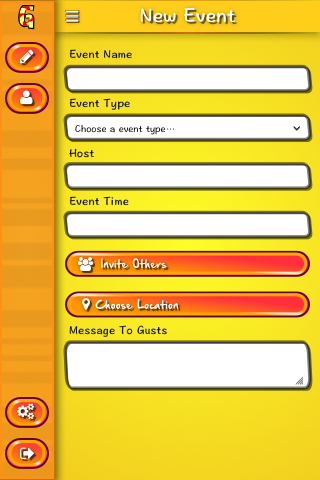 New Event
Event Name
Event Type
Choose a event type...
Host
Event Time
Invite Others
Choose Location
Message To Gusts